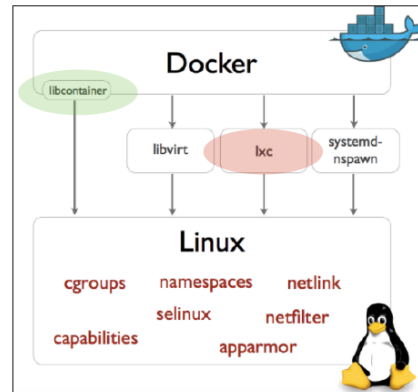 Docker
libcontainer
libvirt
lxc
systemd-
nspawn
Linux
cgroups
namespaces
netlink
selinux
netfilter
capabilities
apparmor